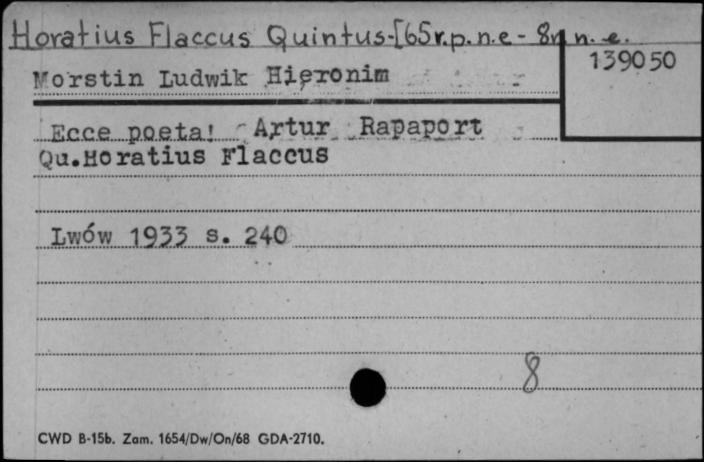 Horatius Flaccus Quintus-[65r.p.n.e - 8r n. e.
139050
Morstin Ludwik Hieronim
Ecce poeta! Artur Rapaport
Qu.Horatius Flaccus
Lwów 1933 s. 240
8
CWD B-15b. Zam. 1654/Dw/On/68 GDA-2710.